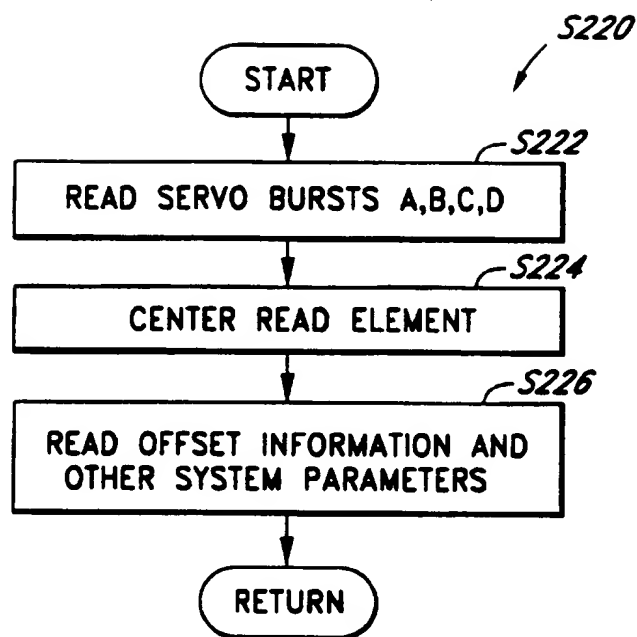 S220
START
S222
READ SERVO BURSTS A,B,C,D
S224
CENTER READ ELEMENT
S226
READ OFFSET INFORMATION AND
OTHER SYSTEM PARAMETERS
RETURN